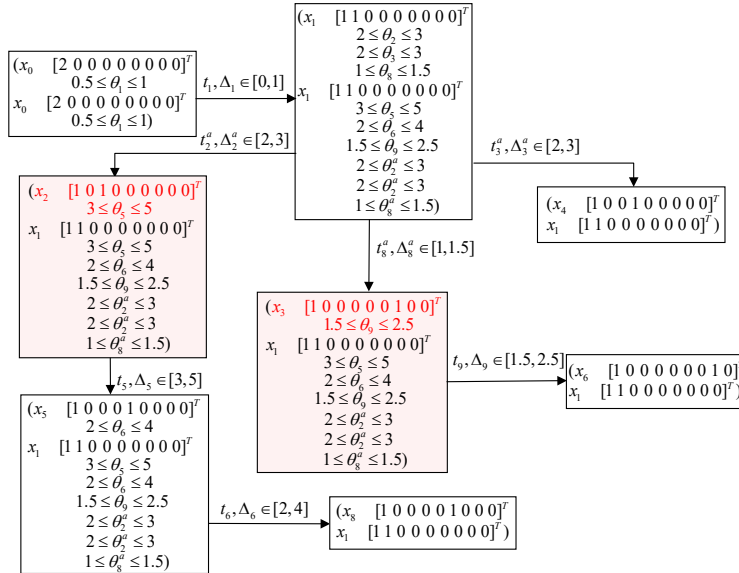 (x₀ [2 0 0 0 0 0 0 0 0]ᵀ
0.5 ≤ θ₁ ≤ 1
x₀ [2 0 0 0 0 0 0 0 0]ᵀ
0.5 ≤ θ₁ ≤ 1)
t₁, Δ₁ ∈ [0,1]
(x₁ [1 1 0 0 0 0 0 0 0]ᵀ
2 ≤ θ₂ ≤ 3
2 ≤ θ₃ ≤ 3
1 ≤ θ₈ ≤ 1.5
x₁ [1 1 0 0 0 0 0 0 0]ᵀ
3 ≤ θ₅ ≤ 5
2 ≤ θ₆ ≤ 4
1.5 ≤ θ₉ ≤ 2.5
2 ≤ θ₂ᵃ ≤ 3
2 ≤ θ₂ᵃ ≤ 3
1 ≤ θ₈ᵃ ≤ 1.5)
t₂ᵃ, Δ₂ᵃ ∈ [2,3]
t₃ᵃ, Δ₃ᵃ ∈ [2,3]
(x₂ [1 0 1 0 0 0 0 0 0]ᵀ
3 ≤ θ₅ ≤ 5
x₁ [1 1 0 0 0 0 0 0 0]ᵀ
3 ≤ θ₅ ≤ 5
2 ≤ θ₆ ≤ 4
1.5 ≤ θ₉ ≤ 2.5
2 ≤ θ₂ᵃ ≤ 3
2 ≤ θ₂ᵃ ≤ 3
1 ≤ θ₈ᵃ ≤ 1.5)
(x₄ [1 0 0 1 0 0 0 0 0]ᵀ
x₁ [1 1 0 0 0 0 0 0 0]ᵀ)
t₈ᵃ, Δ₈ᵃ ∈ [1,1.5]
(x₃ [1 0 0 0 0 0 1 0 0]ᵀ
1.5 ≤ θ₉ ≤ 2.5
x₁ [1 1 0 0 0 0 0 0 0]ᵀ
3 ≤ θ₅ ≤ 5
2 ≤ θ₆ ≤ 4
1.5 ≤ θ₉ ≤ 2.5
2 ≤ θ₂ᵃ ≤ 3
2 ≤ θ₂ᵃ ≤ 3
1 ≤ θ₈ᵃ ≤ 1.5)
t₉, Δ₉ ∈ [1.5, 2.5]
(x₆ [1 0 0 0 0 0 0 1 0]ᵀ
x₁ [1 1 0 0 0 0 0 0 0]ᵀ)
t₅, Δ₅ ∈ [3,5]
(x₅ [1 0 0 0 1 0 0 0 0]ᵀ
2 ≤ θ₆ ≤ 4
x₁ [1 1 0 0 0 0 0 0 0]ᵀ
3 ≤ θ₅ ≤ 5
2 ≤ θ₆ ≤ 4
1.5 ≤ θ₉ ≤ 2.5
2 ≤ θ₂ᵃ ≤ 3
2 ≤ θ₂ᵃ ≤ 3
1 ≤ θ₈ᵃ ≤ 1.5)
t₆, Δ₆ ∈ [2,4]
(x₈ [1 0 0 0 0 1 0 0 0]ᵀ
x₁ [1 1 0 0 0 0 0 0 0]ᵀ)